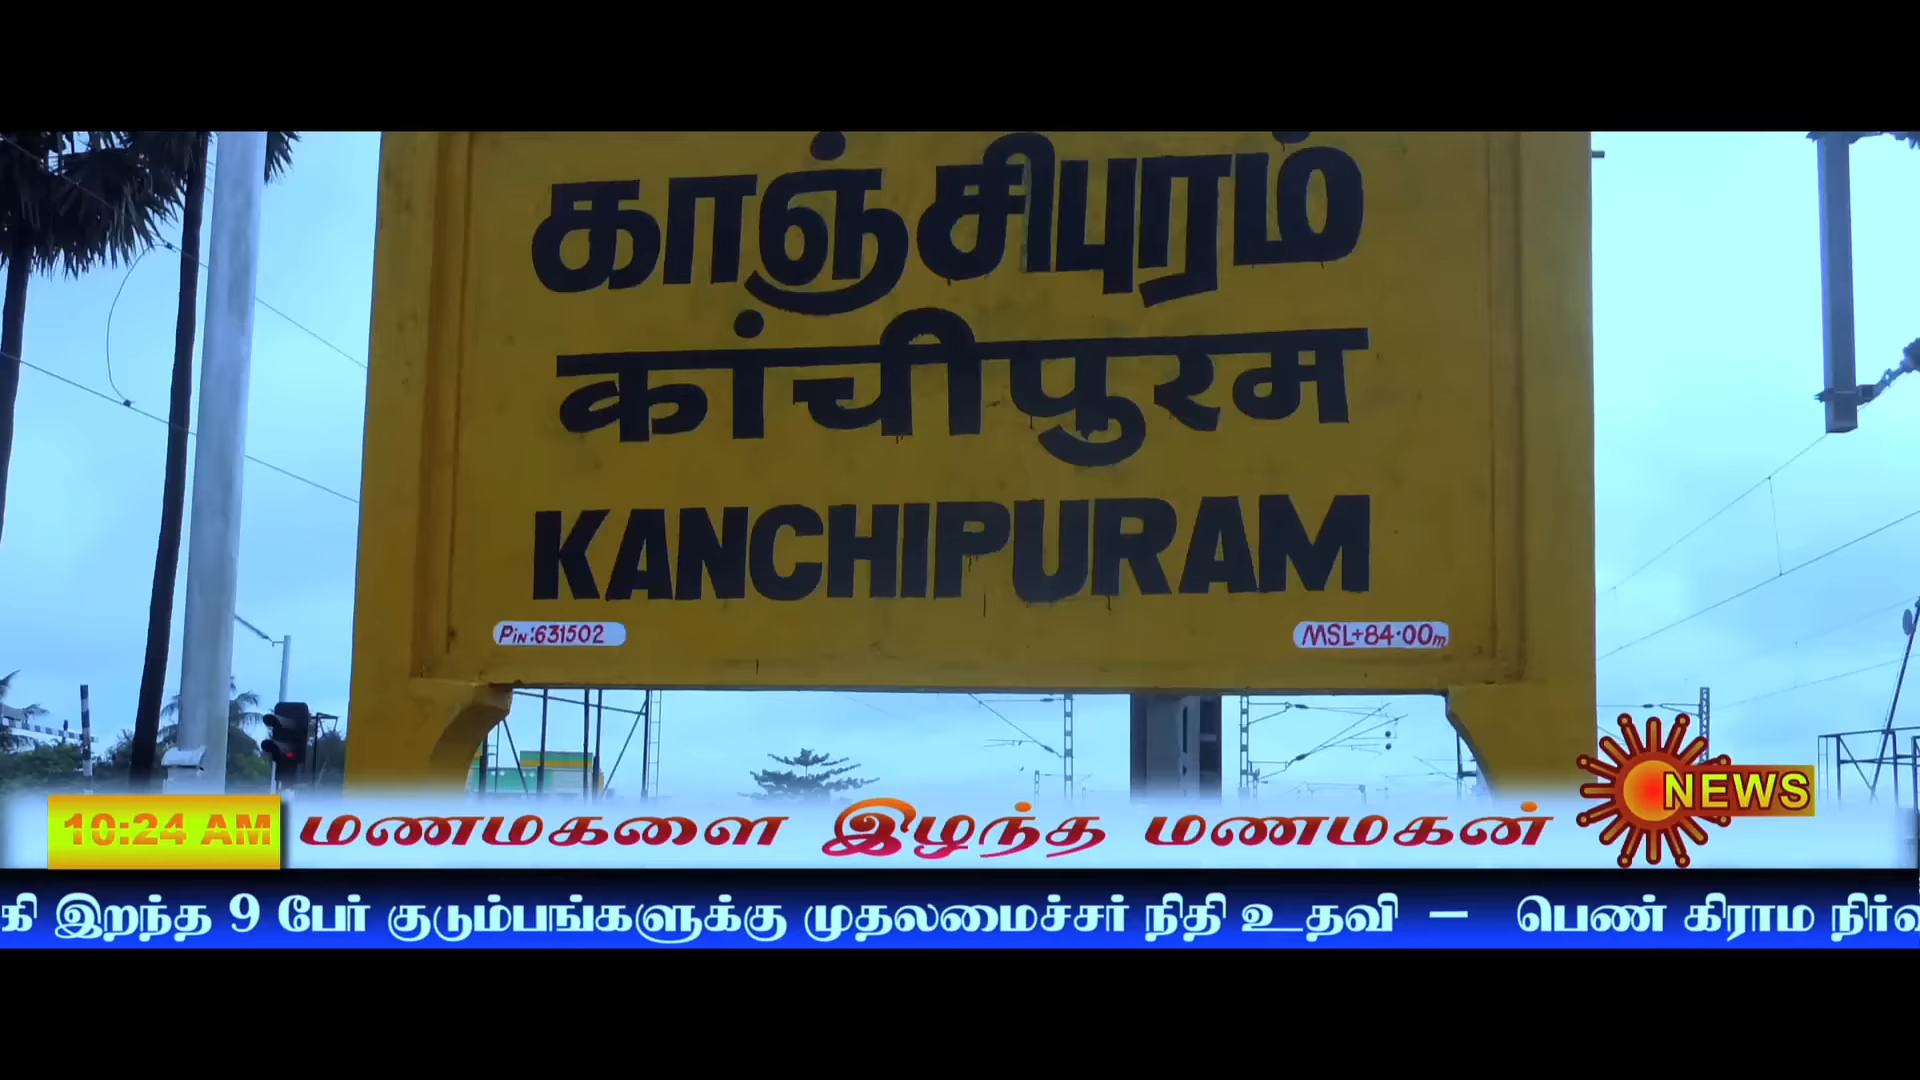 காஞ்சிபுரம்
कांचीपुरम
KANCHIPURAM
Pin:631502
MSL+84.00m
NEWS
10:24 AM
மணமகளை இழந்த மணமகன்
கி இறந்த 9 பேர் குடும்பங்களுக்கு முதலமைச்சர் நிதி உதவி – பெண் கிராம